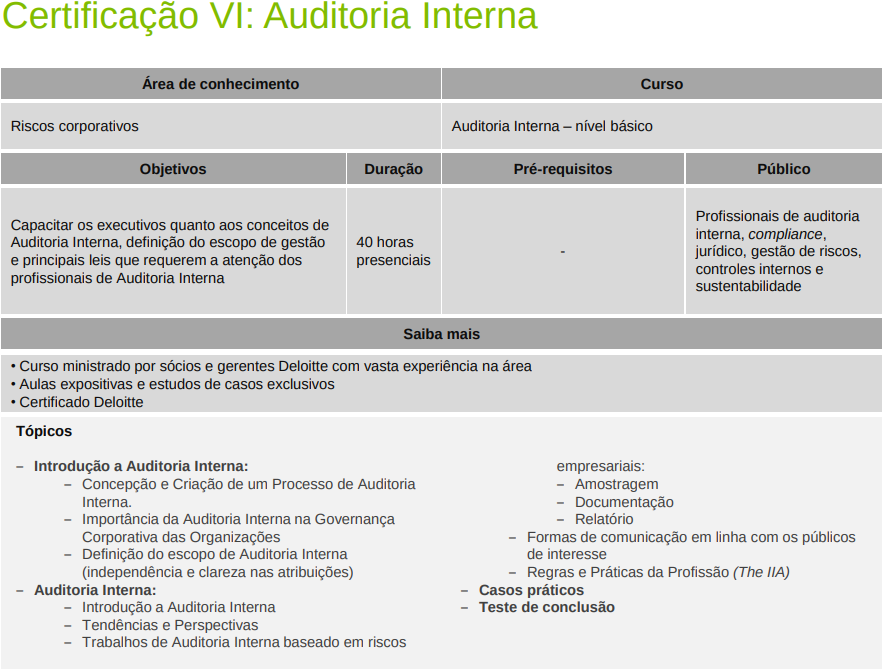 Certificação VI: Auditoria Interna
Área de conhecimento
Curso
Riscos corporativos
Auditoria Interna – nível básico
Objetivos
Duração
Pré-requisitos
Público
Capacitar os executivos quanto aos conceitos de
Auditoria Interna, definição do escopo de gestão
e principais leis que requerem a atenção dos
profissionais de Auditoria Interna
40 horas
presenciais
-
Profissionais de auditoria
interna, compliance,
jurídico, gestão de riscos,
controles internos e
sustentabilidade
Saiba mais
• Curso ministrado por sócios e gerentes Deloitte com vasta experiência na área
• Aulas expositivas e estudos de casos exclusivos
• Certificado Deloitte
Tópicos
– Introdução a Auditoria Interna:
– Concepção e Criação de um Processo de Auditoria
Interna.
– Importância da Auditoria Interna na Governança
Corporativa das Organizações
– Definição do escopo de Auditoria Interna
(independência e clareza nas atribuições)
– Auditoria Interna:
– Introdução a Auditoria Interna
– Tendências e Perspectivas
– Trabalhos de Auditoria Interna baseado em riscos
empresariais:
– Amostragem
– Documentação
– Relatório
– Formas de comunicação em linha com os públicos
de interesse
– Regras e Práticas da Profissão (The IIA)
– Casos práticos
– Teste de conclusão